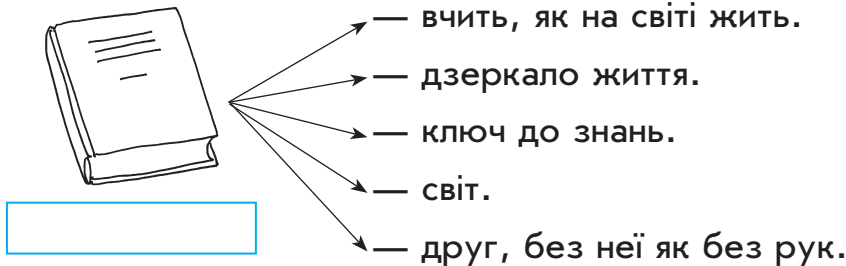 — вчить, як на світі жить.
— дзеркало життя.
— ключ до знань.
— світ.
— друг, без неї як без рук.